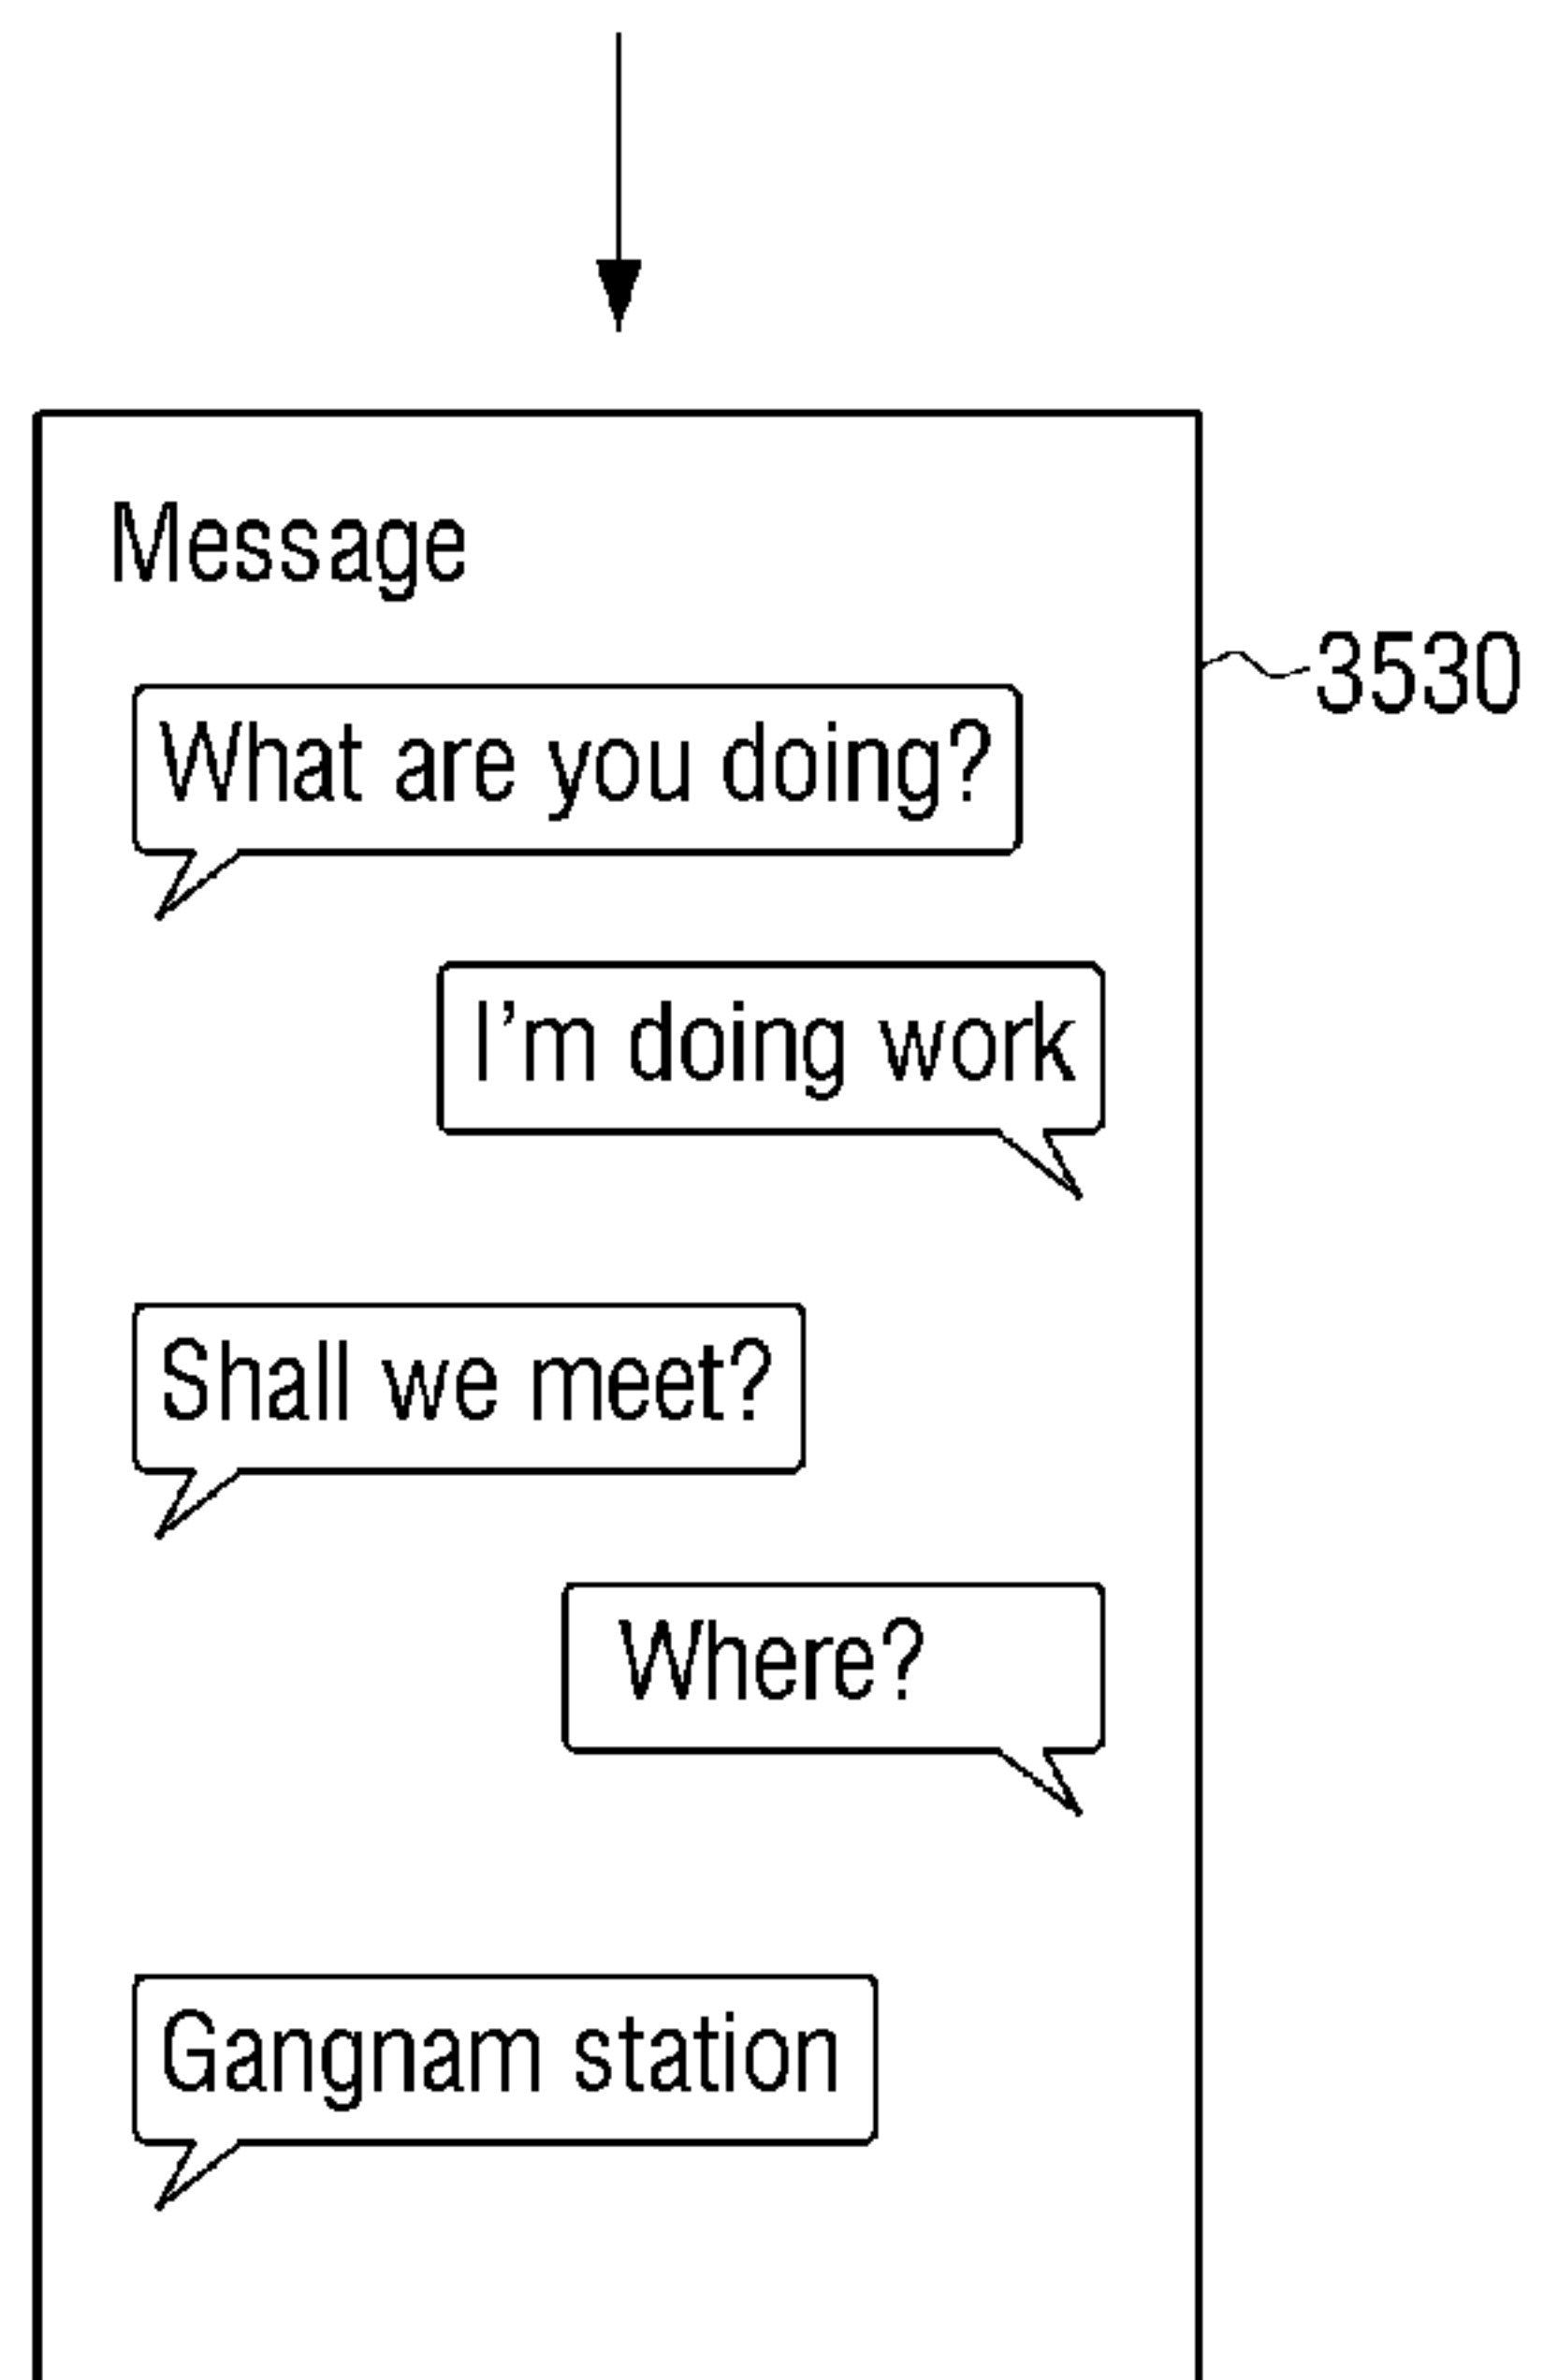 Message
3530
What are you doing?
I’m doing work
Shall we meet?
Where?
Gangnam station